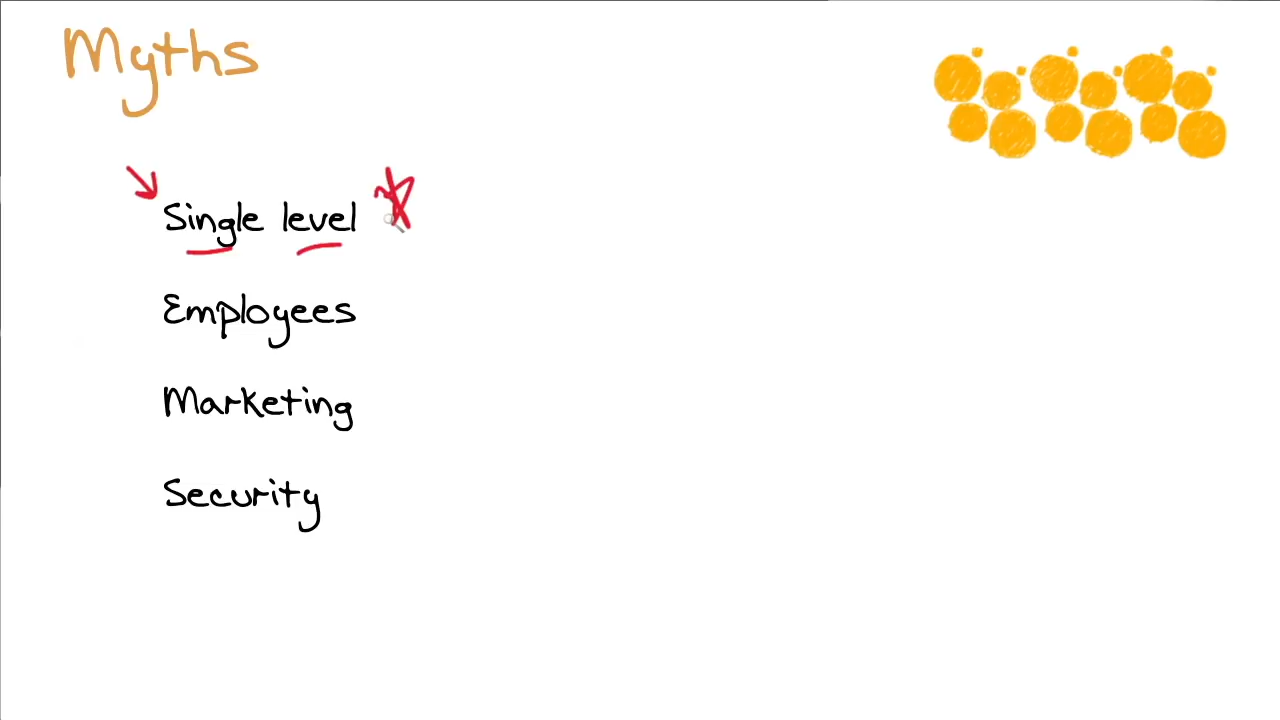 Myths
Single level
Employees
Marketing
Security